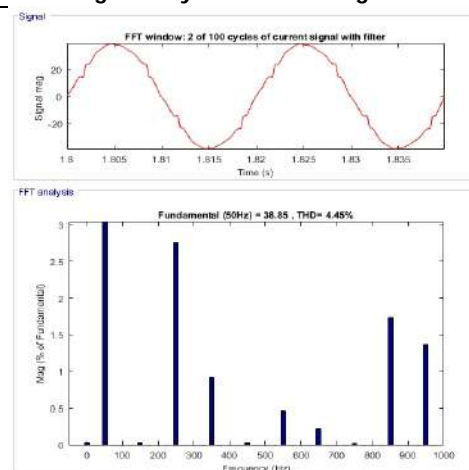 Signal
FFT window: 2 of 100 cycles of current signal with filter
20
0
-20
Signal mag.
1.8 1.805 1.81 1.815 1.82 1.825 1.83 1.835
Time (s)
FFT analysis
Fundamental (50Hz) = 38.85 , THD= 4.45%
3
2.5
2
1.5
1
0.5
0
Mag (% of Fundamental)
0 100 200 300 400 500 600 700 800 900 1000
Frequency (Hz)